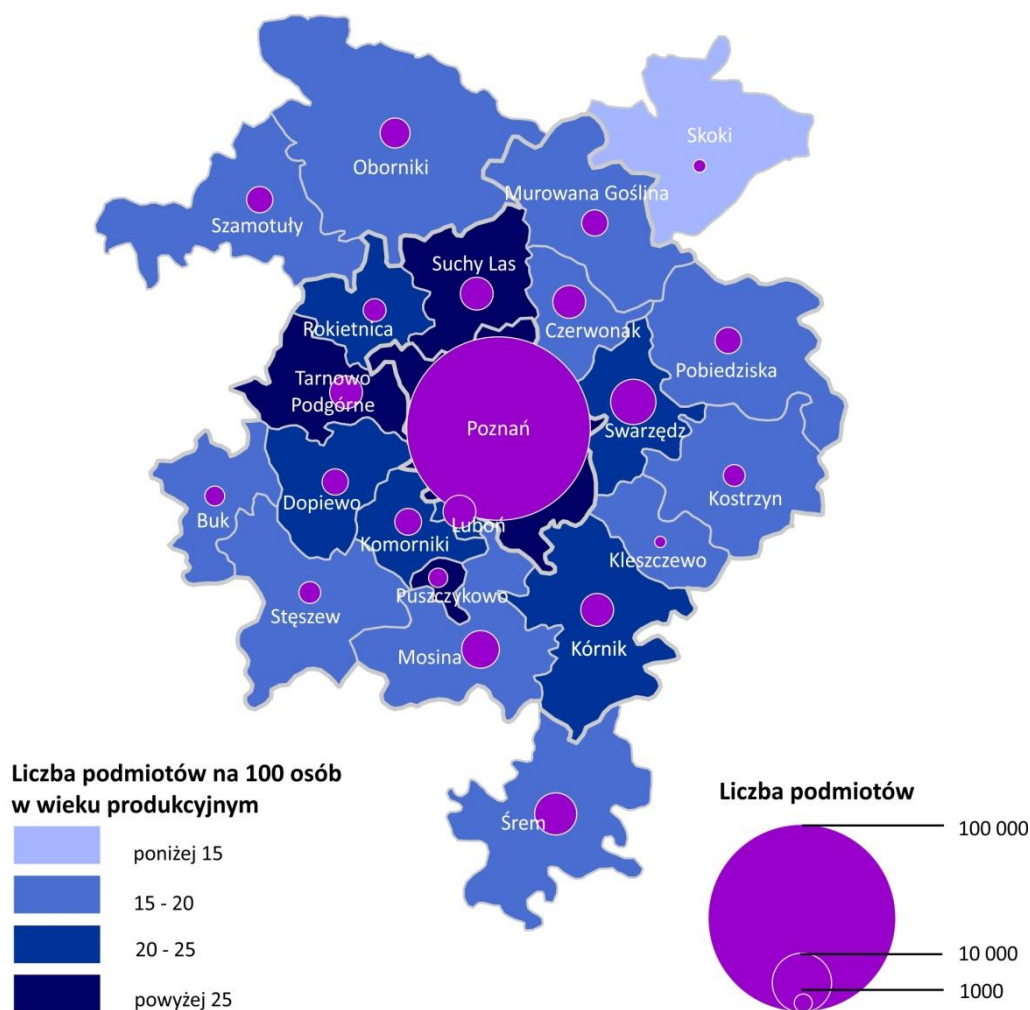 Skoki
Oborniki
Murowana Goślina
Szamotuły
Suchy Las
Rokietnica
Czerwonak
Pobiedziska
Tarnowo
Podgórne
Poznań
Swarzędz
Kostrzyn
Buk
Dopiewo
Luboń
Komorniki
Kleszczewo
Puszczykowo
Stęszew
Kórnik
Mosina
Śrem
Liczba podmiotów na 100 osób
w wieku produkcyjnym
poniżej 15
15 - 20
20 - 25
powyżej 25
Liczba podmiotów
100 000
10 000
1000